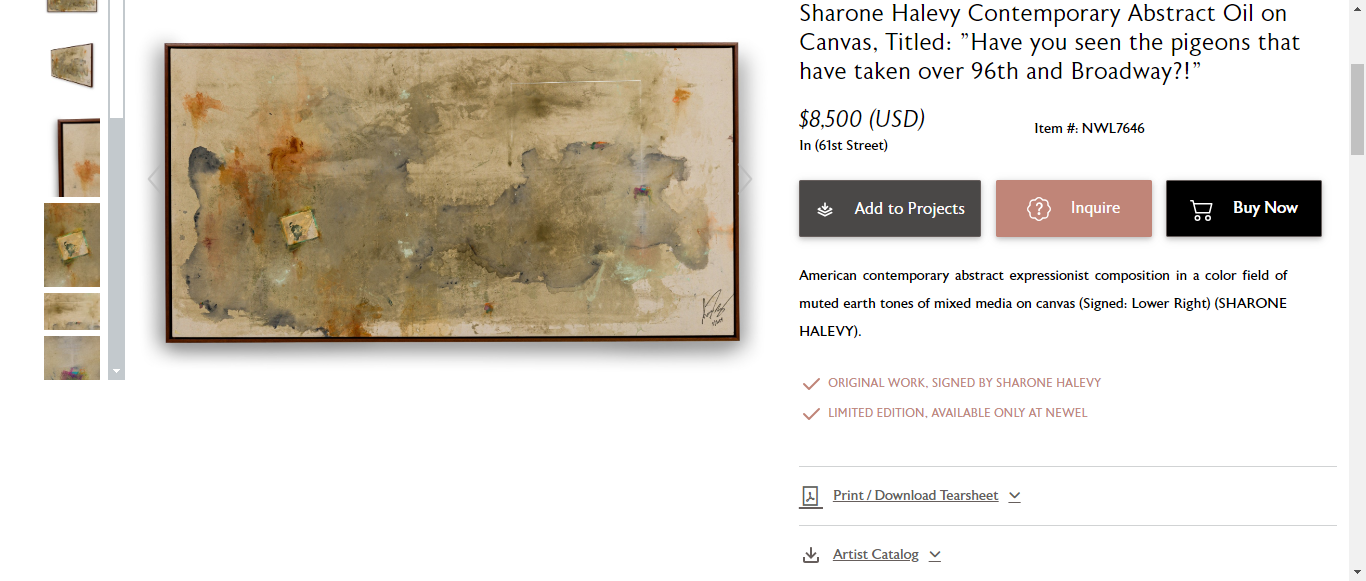 Sharone Halevy Contemporary Abstract Oil on
Canvas, Titled: ”Have you seen the pigeons that
have taken over 96th and Broadway?!”
$8,500 (USD)
Item #: NWL7646
In (61st Street)
Add to Projects
Inquire
Buy Now
American contemporary abstract expressionist composition in a color field of
muted earth tones of mixed media on canvas (Signed: Lower Right) (SHARONE
HALEVY).
ORIGINAL WORK, SIGNED BY SHARONE HALEVY
LIMITED EDITION, AVAILABLE ONLY AT NEWEL
Print / Download Tearsheet
Artist Catalog